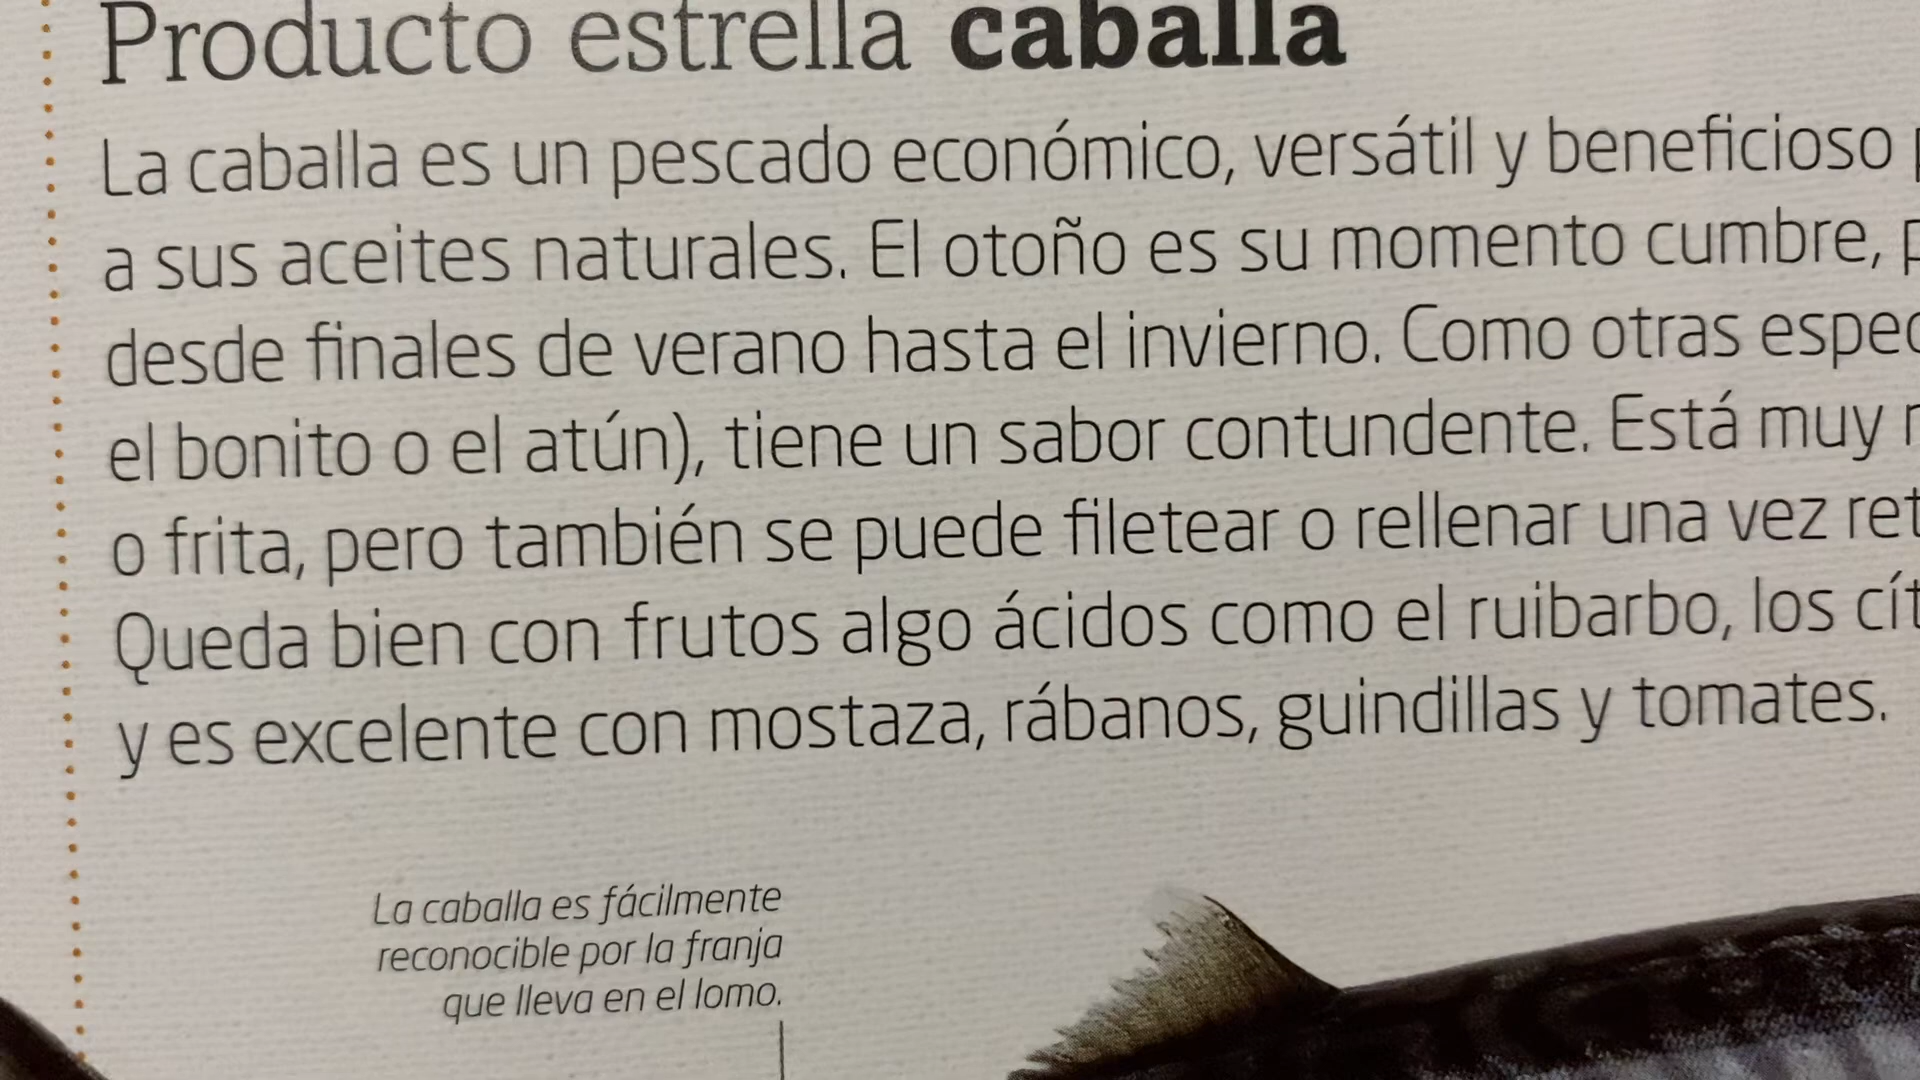 Producto estrella caballa
La caballa es un pescado económico, versátil y beneficioso
a sus aceites naturales. El otoño es su momento cumbre,
desde finales de verano hasta el invierno. Como otras
el bonito o el atún), tiene un sabor contundente. Está muy
o frita, pero también se puede filetear o rellenar una vez
Queda bien con frutos algo ácidos como el ruibarbo, los
y es excelente con mostaza, rábanos, guindillas y tomates.
La caballa es fácilmente
reconocible por la franja
que lleva en el lomo.